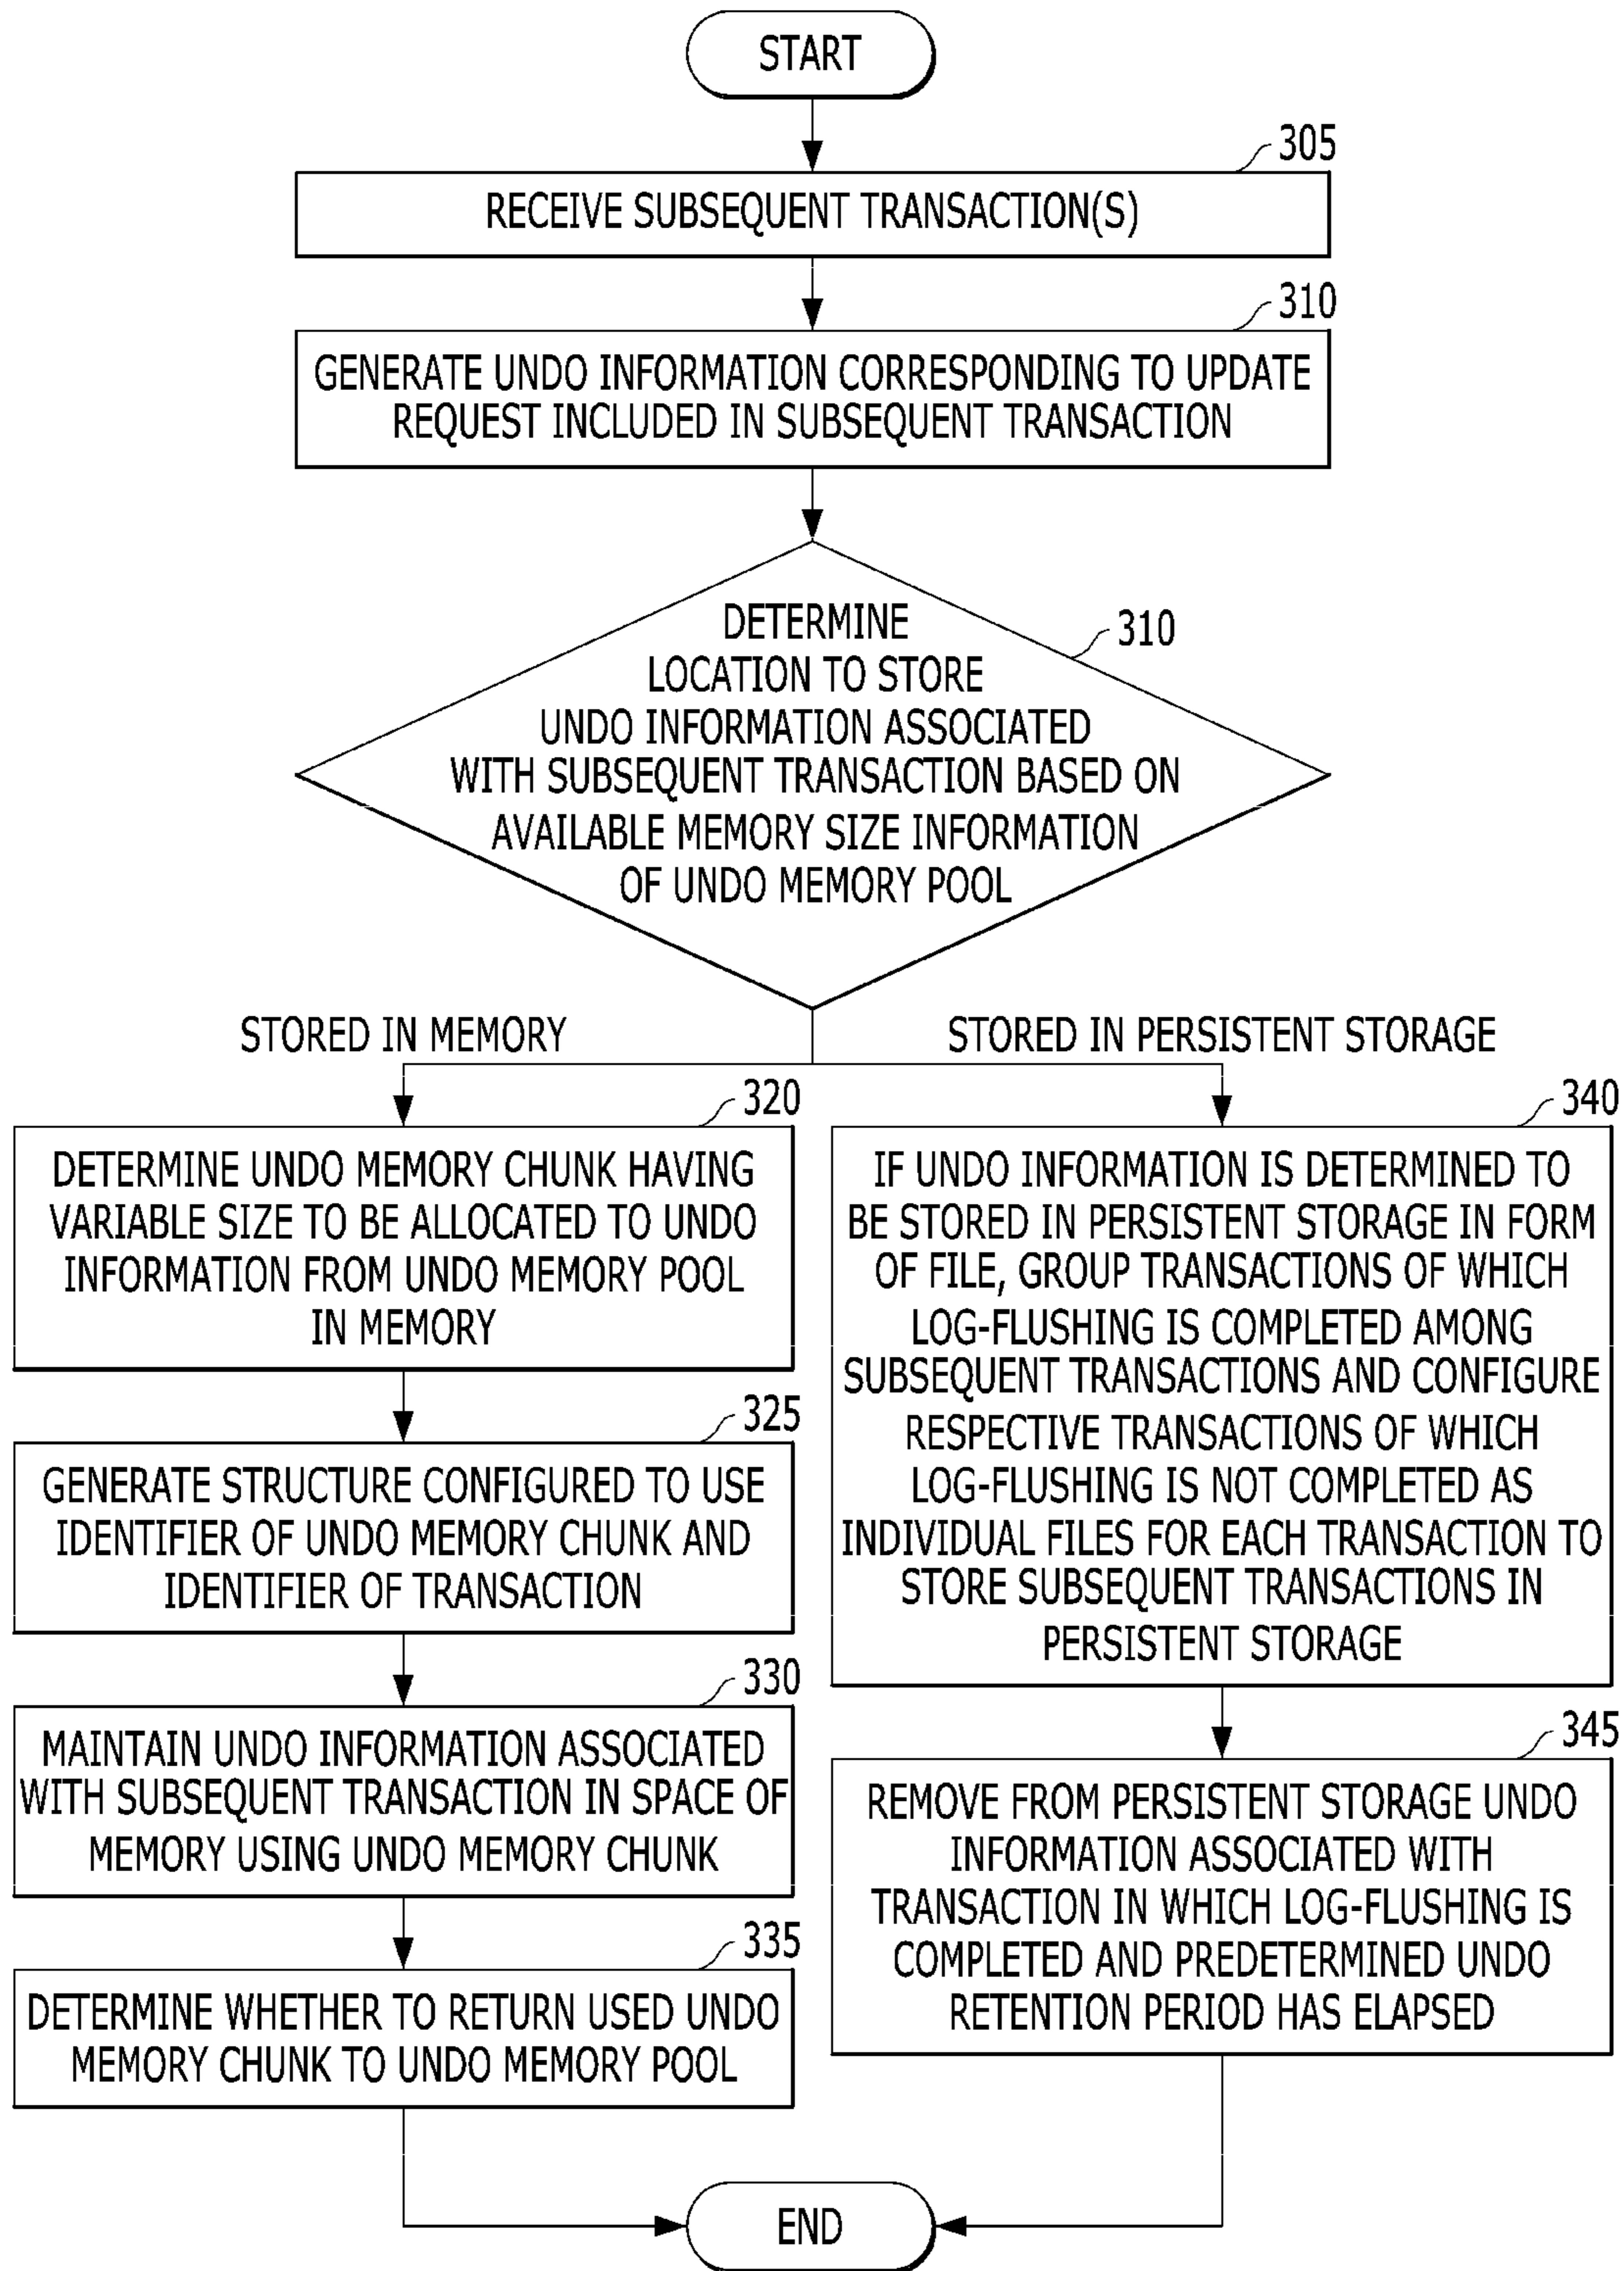 START
305
RECEIVE SUBSEQUENT TRANSACTION(S)
310
GENERATE UNDO INFORMATION CORRESPONDING TO UPDATE
REQUEST INCLUDED IN SUBSEQUENT TRANSACTION
310
DETERMINE
LOCATION TO STORE
UNDO INFORMATION ASSOCIATED
WITH SUBSEQUENT TRANSACTION BASED ON
AVAILABLE MEMORY SIZE INFORMATION
OF UNDO MEMORY POOL
STORED IN MEMORY
320
DETERMINE UNDO MEMORY CHUNK HAVING
VARIABLE SIZE TO BE ALLOCATED TO UNDO
INFORMATION FROM UNDO MEMORY POOL
IN MEMORY
325
GENERATE STRUCTURE CONFIGURED TO USE
IDENTIFIER OF UNDO MEMORY CHUNK AND
IDENTIFIER OF TRANSACTION
330
MAINTAIN UNDO INFORMATION ASSOCIATED
WITH SUBSEQUENT TRANSACTION IN SPACE OF
MEMORY USING UNDO MEMORY CHUNK
335
DETERMINE WHETHER TO RETURN USED UNDO
MEMORY CHUNK TO UNDO MEMORY POOL
STORED IN PERSISTENT STORAGE
340
IF UNDO INFORMATION IS DETERMINED TO
BE STORED IN PERSISTENT STORAGE IN FORM
OF FILE, GROUP TRANSACTIONS OF WHICH
LOG-FLUSHING IS COMPLETED AMONG
SUBSEQUENT TRANSACTIONS AND CONFIGURE
RESPECTIVE TRANSACTIONS OF WHICH
LOG-FLUSHING IS NOT COMPLETED AS
INDIVIDUAL FILES FOR EACH TRANSACTION TO
STORE SUBSEQUENT TRANSACTIONS IN
PERSISTENT STORAGE
345
REMOVE FROM PERSISTENT STORAGE UNDO
INFORMATION ASSOCIATED WITH
TRANSACTION IN WHICH LOG-FLUSHING IS
COMPLETED AND PREDETERMINED UNDO
RETENTION PERIOD HAS ELAPSED
END